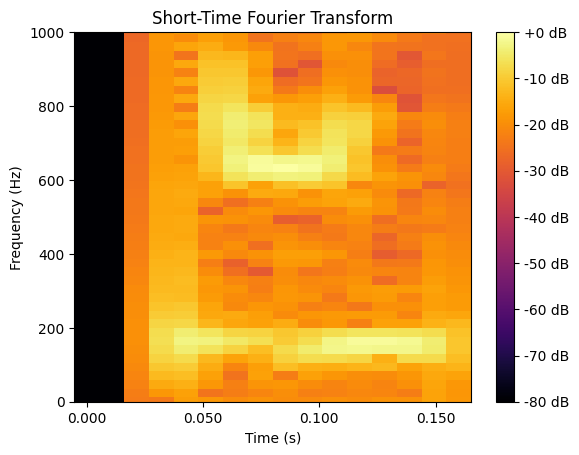 Short-Time Fourier Transform
1000
800
600
400
200
0
Frequency (Hz)
0.000
0.050
0.100
0.150
Time (s)
+0 dB
-10 dB
-20 dB
-30 dB
-40 dB
-50 dB
-60 dB
-70 dB
-80 dB